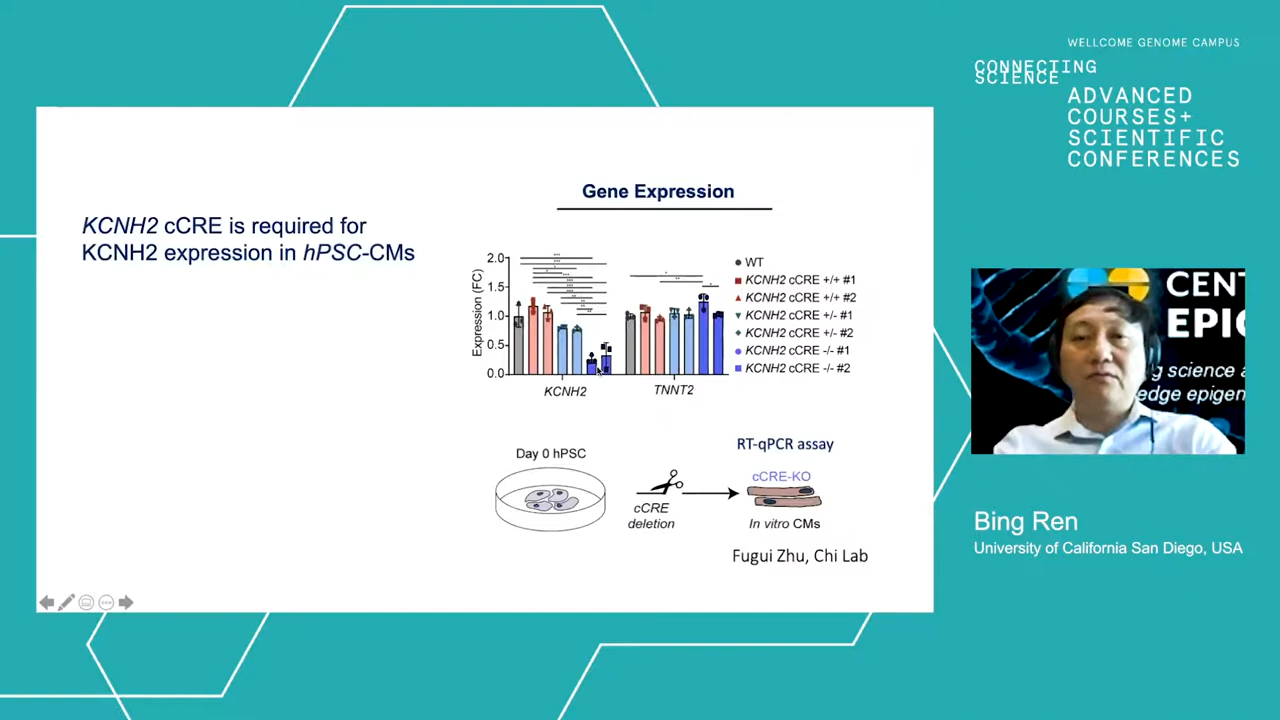 WELLCOME GENOME CAMPUS
CONNECTING
SCIENCE
ADVANCED
COURSES+
SCIENTIFIC
CONFERENCES
KCNH2 cCRE is required for
KCNH2 expression in hPSC-CMs
Gene Expression
Expression (FC)
2.0
1.5
1.0
0.5
0.0
KCNH2
TNNT2
WT
KCNH2 cCRE +/+ #1
KCNH2 cCRE +/+ #2
KCNH2 cCRE +/- #1
KCNH2 cCRE +/- #2
KCNH2 cCRE -/- #1
KCNH2 cCRE -/- #2
Day 0 hPSC
cCRE
deletion
RT-qPCR assay
cCRE-KO
In vitro CMs
Fugui Zhu, Chi Lab
CENT
EPIG
g science a
edge epigen
Bing Ren
University of California San Diego, USA